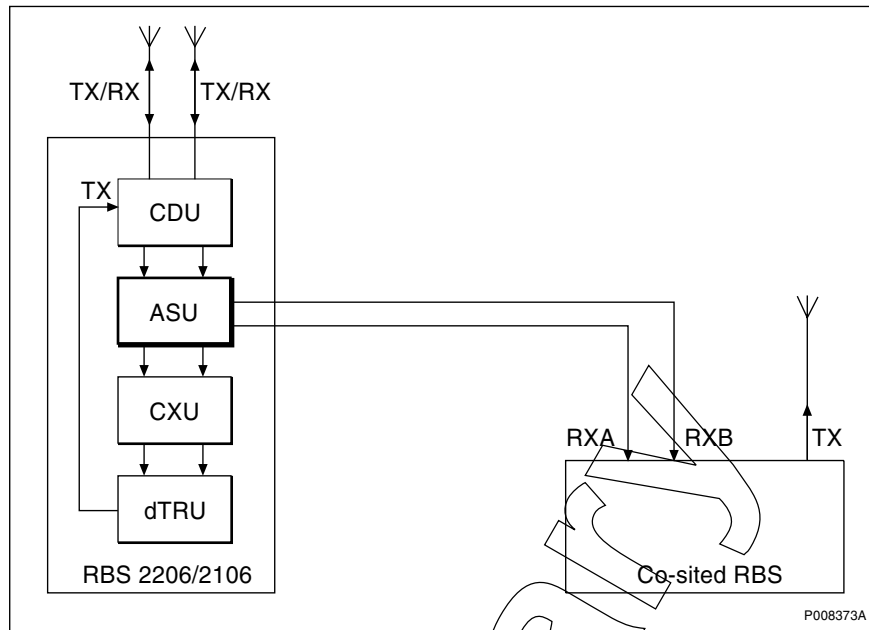 TX/RX TX/RX
TX
CDU
ASU
CXU
RXA RXB TX
dTRU
RBS 2206/2106
Co-sited RBS
P008373A